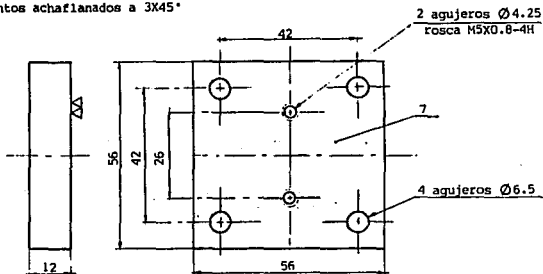 ntos achaflanados a 3X45°
2 agujeros Ø4.25
rosca M5X0.8-4H
42
7
56
42
26
4 agujeros Ø6.5
12
56